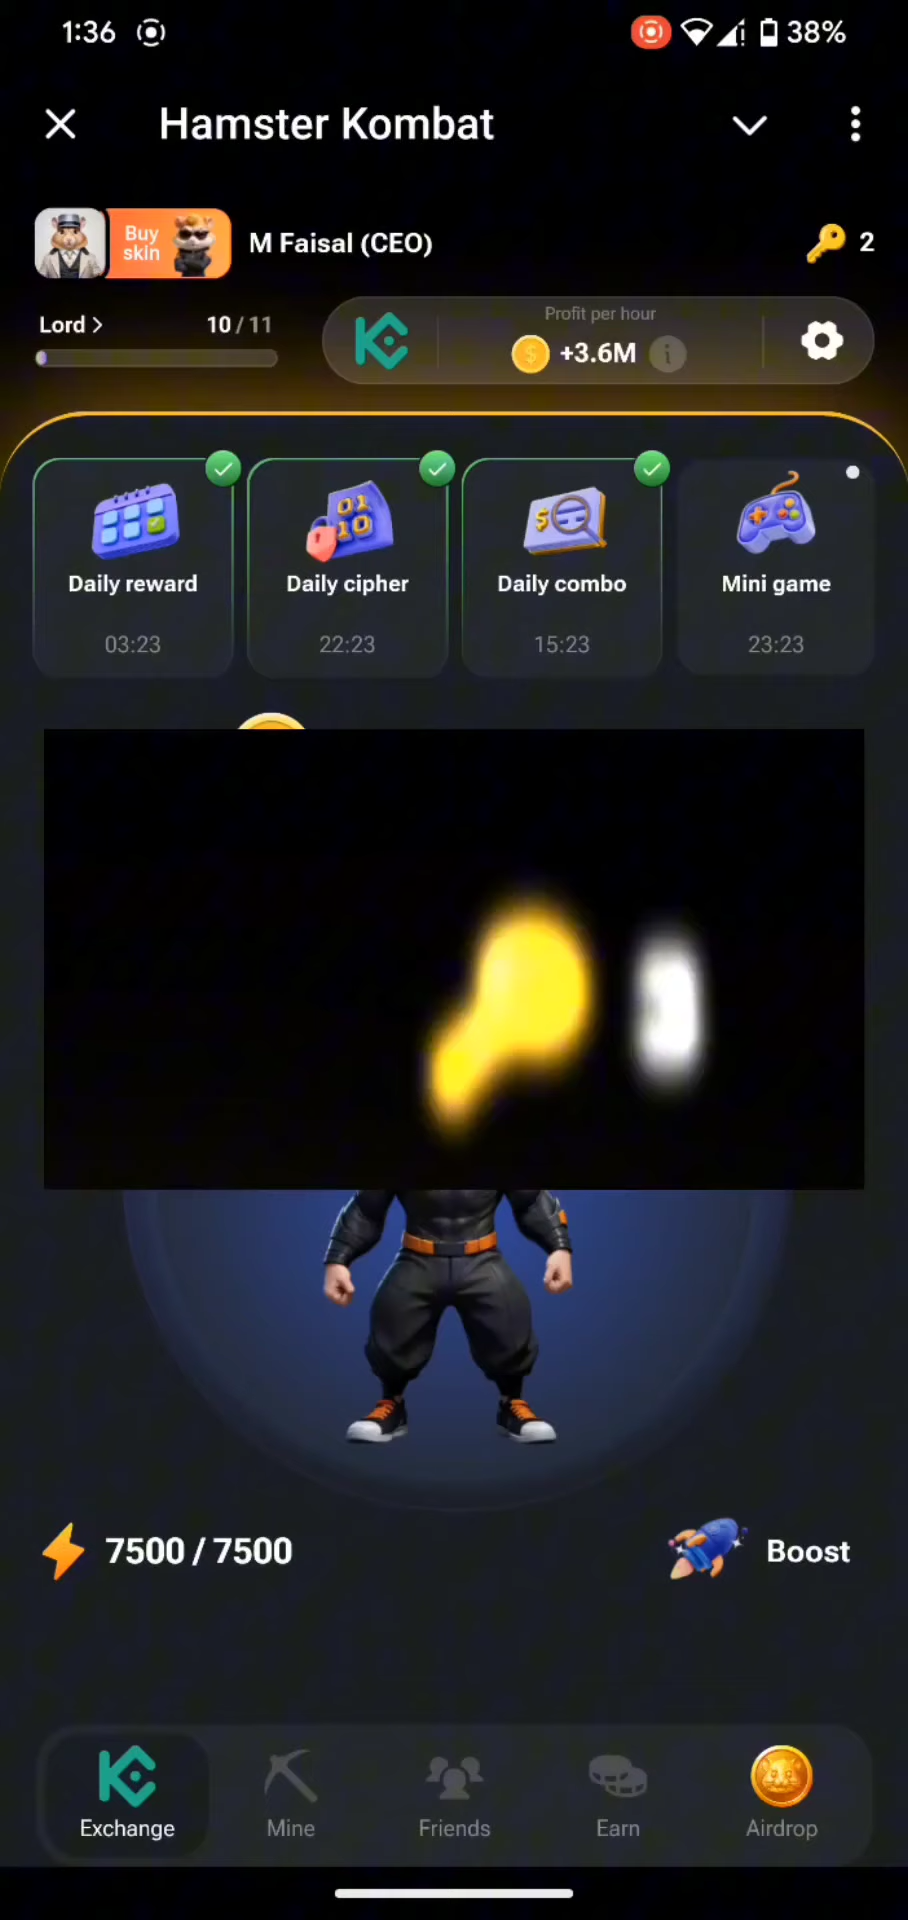 1:36
38%
Hamster Kombat
Buy
skin
M Faisal (CEO)
2
Lord >
10 / 11
Profit per hour
+3.6M
Daily reward
03:23
Daily cipher
22:23
Daily combo
15:23
Mini game
23:23
7500 / 7500
Boost
Exchange
Mine
Friends
Earn
Airdrop